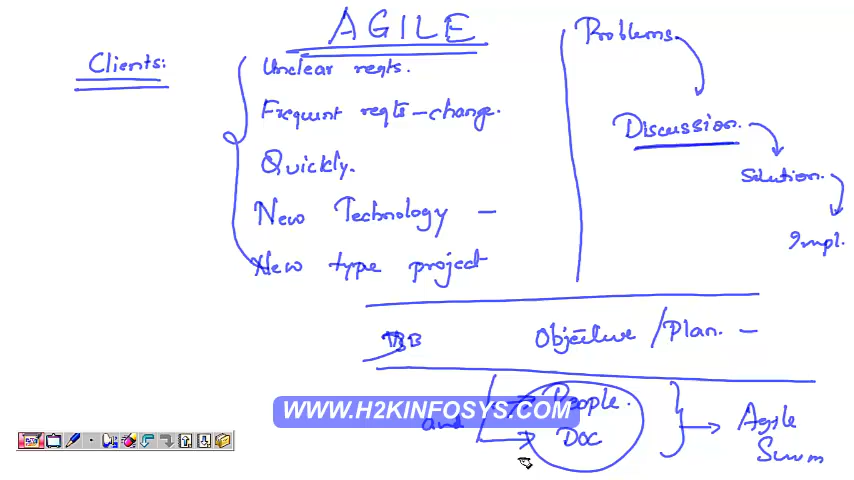 AGILE
Clients:
Unclear reqts.
Frequent reqts-change.
Quickly.
New Technology -
New type project
Problems.
Discussion.
Solution.
Impl.
Objective/Plan. -
and
People.
Doc
Agile
Scrum
WWW.H2KINFOSYS.COM